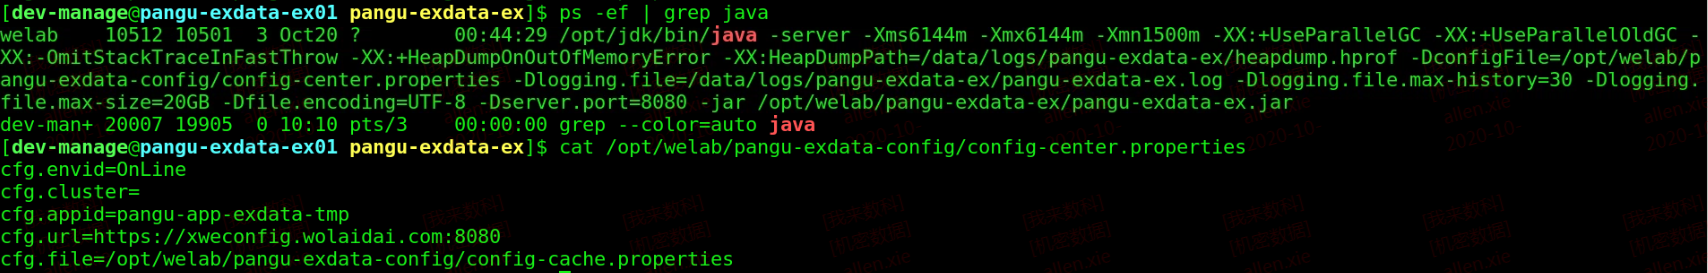 [dev-manage@pangu-exdata-ex01 pangu-exdata-ex]$ ps -ef | grep java
welab    10512 10501  3 Oct20 ?        00:44:29 /opt/jdk/bin/java -server -Xms6144m -Xmx6144m -Xmn1500m -XX:+UseParallelGC -XX:+UseParallelOldGC -
XX:-OmitStackTraceInFastThrow -XX:+HeapDumpOnOutOfMemoryError -XX:HeapDumpPath=/data/logs/pangu-exdata-ex/heapdump.hprof -DconfigFile=/opt/welab/p
angu-exdata-config/config-center.properties -Dlogging.file=/data/logs/pangu-exdata-ex/pangu-exdata-ex.log -Dlogging.file.max-history=30 -Dlogging.
file.max-size=20GB -Dfile.encoding=UTF-8 -Dserver.port=8080 -jar /opt/welab/pangu-exdata-ex/pangu-exdata-ex.jar
dev-man+ 20007 19905  0 10:10 pts/3    00:00:00 grep --color=auto java
[dev-manage@pangu-exdata-ex01 pangu-exdata-ex]$ cat /opt/welab/pangu-exdata-config/config-center.properties
cfg.envid=OnLine
cfg.cluster=
cfg.appid=pangu-app-exdata-tmp
cfg.url=https://xweconfig.wolaidai.com:8080
cfg.file=/opt/welab/pangu-exdata-config/config-cache.properties